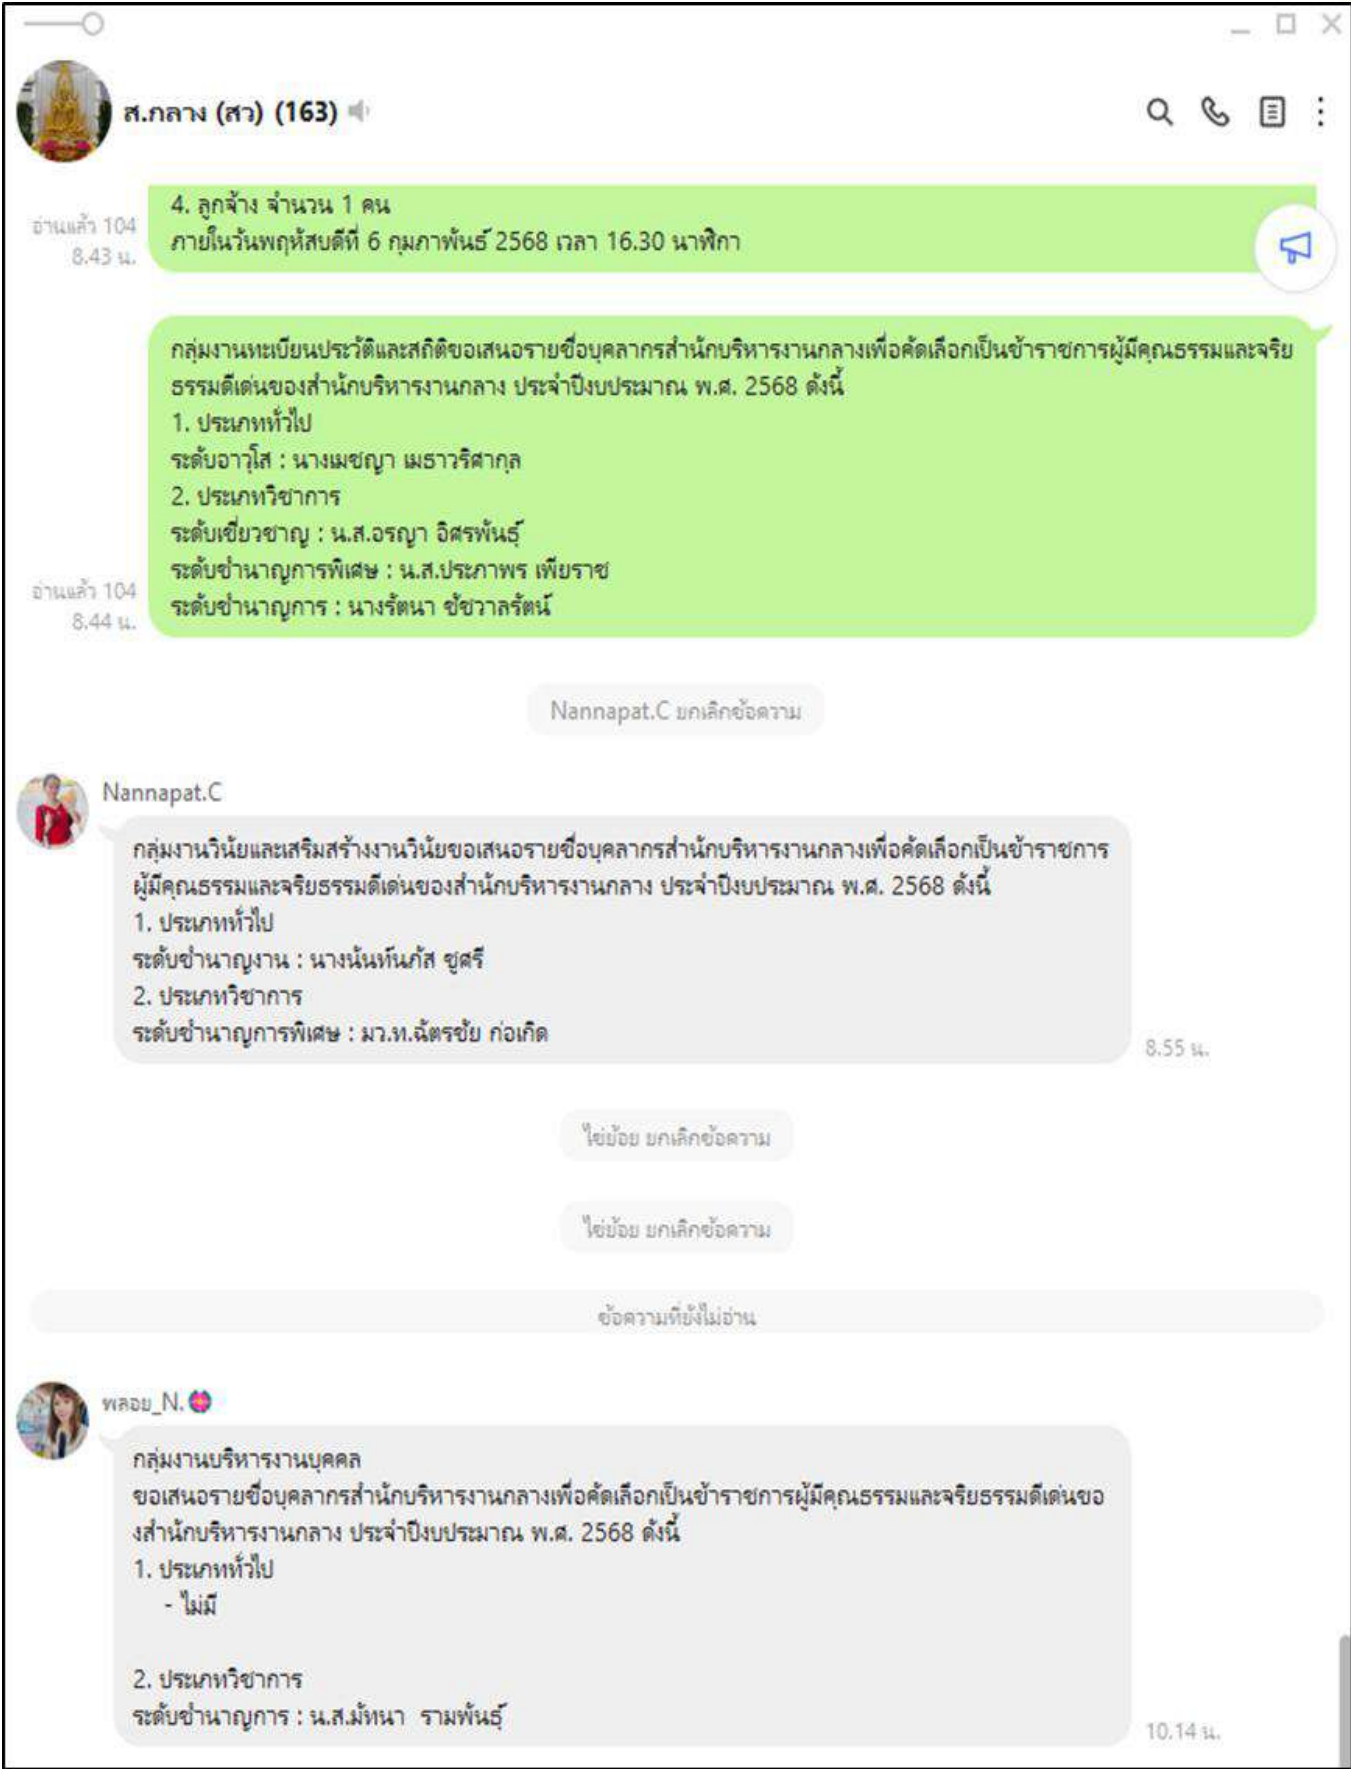 ส.กลาง (สว) (163)
4. ลูกจ้าง จำนวน 1 คน
ภายในวันพฤหัสบดีที่ 6 กุมภาพันธ์ 2568 เวลา 16.30 นาฬิกา
อ่านแล้ว 104
8.43 น.
กลุ่มงานทะเบียนประวัติและสถิติขอเสนอรายชื่อบุคลากรสำนักบริหารงานกลางเพื่อคัดเลือกเป็นข้าราชการผู้มีคุณธรรมและจริย
ธรรมดีเด่นของสำนักบริหารงานกลาง ประจำปีงบประมาณ พ.ศ. 2568 ดังนี้
1. ประเภททั่วไป
ระดับอาวุโส : นางเมชญา เมธาวริศากุล
2. ประเภทวิชาการ
ระดับเชี่ยวชาญ : น.ส.อรญา อิศรพันธุ์
ระดับชำนาญการพิเศษ : น.ส.ประภาพร เพียราช
ระดับชำนาญการ : นางรัตนา ชัชวาลรัตน์
อ่านแล้ว 104
8.44 น.
Nannapat.C ยกเลิกข้อความ
Nannapat.C
กลุ่มงานวินัยและเสริมสร้างงานวินัยขอเสนอรายชื่อบุคลากรสำนักบริหารงานกลางเพื่อคัดเลือกเป็นข้าราชการ
ผู้มีคุณธรรมและจริยธรรมดีเด่นของสำนักบริหารงานกลาง ประจำปีงบประมาณ พ.ศ. 2568 ดังนี้
1. ประเภททั่วไป
ระดับชำนาญงาน : นางนันทันภัส ชูศรี
2. ประเภทวิชาการ
ระดับชำนาญการพิเศษ : มว.ท.ฉัตรชัย ก่อเกิด
8.55 น.
ไข่ย้อย ยกเลิกข้อความ
ไข่ย้อย ยกเลิกข้อความ
ข้อความที่ยังไม่อ่าน
พลอย_N.
กลุ่มงานบริหารงานบุคคล
ขอเสนอรายชื่อบุคลากรสำนักบริหารงานกลางเพื่อคัดเลือกเป็นข้าราชการผู้มีคุณธรรมและจริยธรรมดีเด่นขอ
งสำนักบริหารงานกลาง ประจำปีงบประมาณ พ.ศ. 2568 ดังนี้
1. ประเภททั่วไป
- ไม่มี
2. ประเภทวิชาการ
ระดับชำนาญการ : น.ส.มัทนา รามพันธุ์
10.14 น.